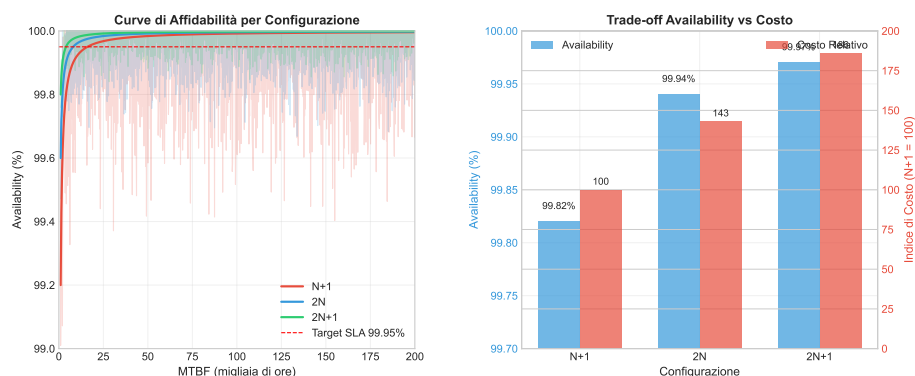 Curve di Affidabilità per Configurazione
Availability (%)
100.0
99.8
99.6
99.4
99.2
99.0
0 25 50 75 100 125 150 175 200
MTBF (migliaia di ore)
N+1
2N
2N+1
Target SLA 99.95%
Trade-off Availability vs Costo
Availability
Costo Relativo
Availability (%)
100.00
99.95
99.90
99.85
99.80
99.75
99.70
99.82%
100
99.94%
143
99.97%
N+1 2N 2N+1
Configurazione
200
175
150
125
100
75
50
25
0
Indice di Costo (N+1 = 100)